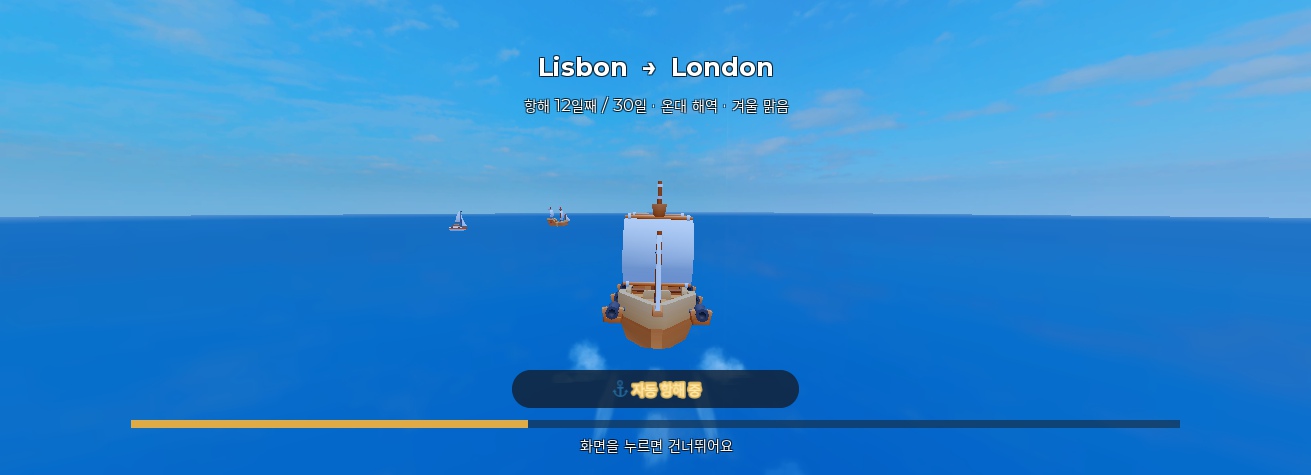 Lisbon → London
항해 12일째 / 30일 · 온대 해역 · 겨울 맑음
⚓ 자동 항해 중
화면을 누르면 건너뛰어요